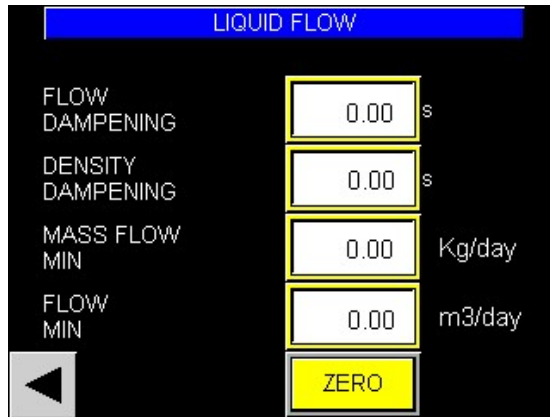 LIQUID FLOW
FLOW
DAMPENING
0.00 s
DENSITY
DAMPENING
0.00 s
MASS FLOW
MIN
0.00 Kg/day
FLOW
MIN
0.00 m3/day
ZERO